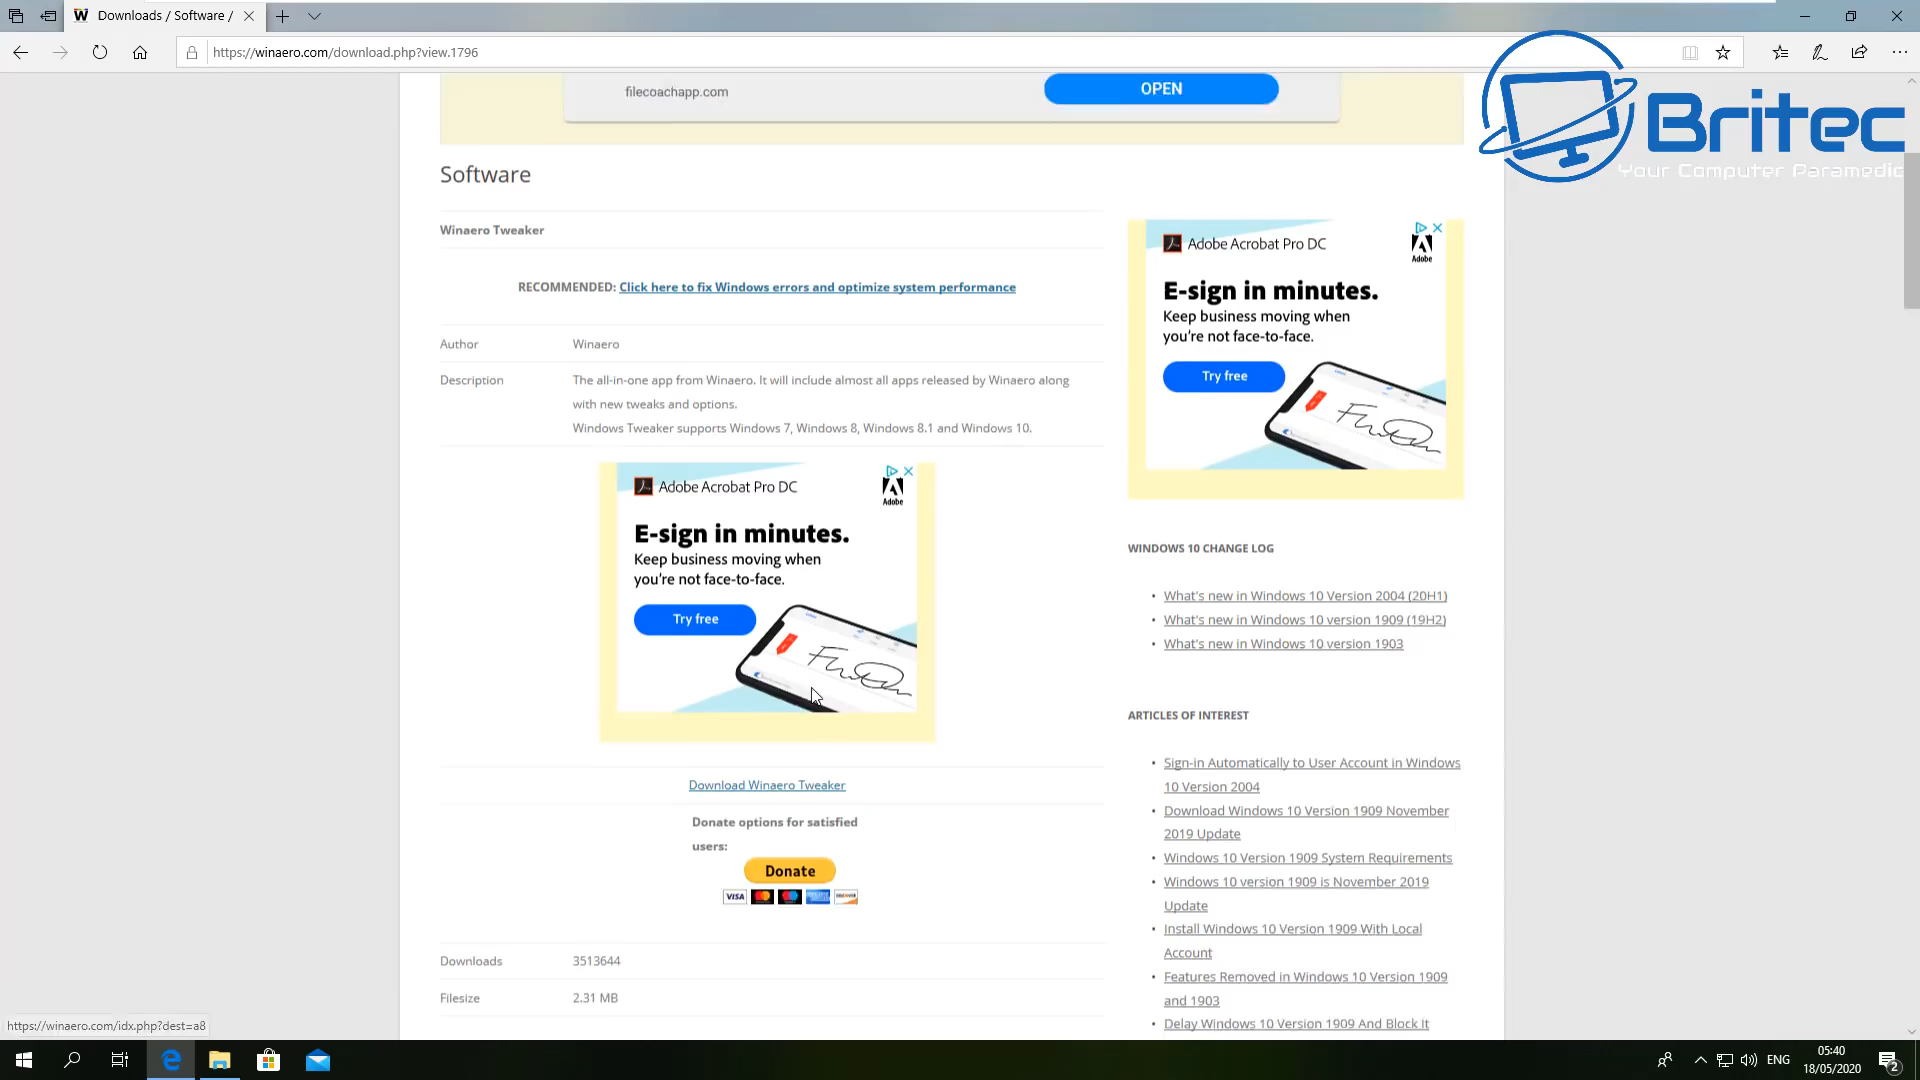 Downloads / Software /
https://winaero.com/download.php?view.1796
filecoachapp.com
OPEN
Britec
Your Computer Paramedic
Software
Winaero Tweaker
RECOMMENDED: Click here to fix Windows errors and optimize system performance
Author
Winaero
Description
The all-in-one app from Winaero. It will include almost all apps released by Winaero along
with new tweaks and options.
Windows Tweaker supports Windows 7, Windows 8, Windows 8.1 and Windows 10.
Adobe Acrobat Pro DC
Adobe
E-sign in minutes.
Keep business moving when
you're not face-to-face.
Try free
Download Winaero Tweaker
Donate options for satisfied
users:
Donate
VISA
DISCOVER
Downloads
3513644
Filesize
2.31 MB
Adobe Acrobat Pro DC
Adobe
E-sign in minutes.
Keep business moving when
you're not face-to-face.
Try free
WINDOWS 10 CHANGE LOG
• What's new in Windows 10 Version 2004 (20H1)
• What's new in Windows 10 version 1909 (19H2)
• What's new in Windows 10 version 1903
ARTICLES OF INTEREST
• Sign-in Automatically to User Account in Windows
10 Version 2004
• Download Windows 10 Version 1909 November
2019 Update
• Windows 10 Version 1909 System Requirements
• Windows 10 version 1909 is November 2019
Update
• Install Windows 10 Version 1909 With Local
Account
• Features Removed in Windows 10 Version 1909
and 1903
• Delay Windows 10 Version 1909 And Block It
https://winaero.com/idx.php?dest=a8
ENG
05:40
18/05/2020
2